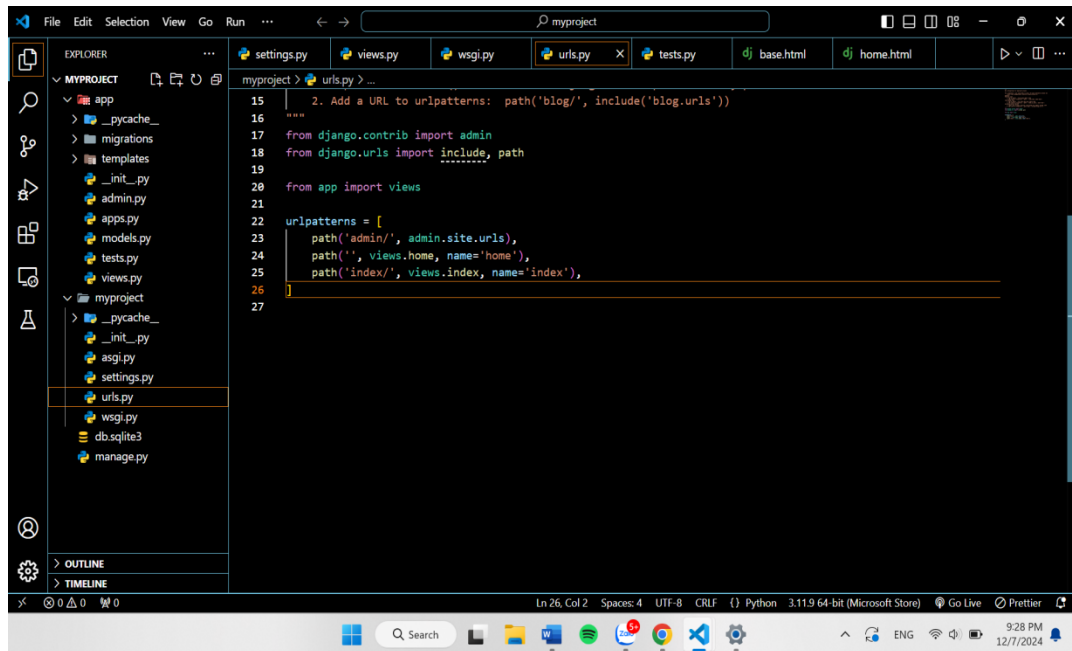 File Edit Selection View Go Run ··· myproject
EXPLORER ···
MYPROJECT
app
__pycache__
migrations
templates
__init__.py
admin.py
apps.py
models.py
tests.py
views.py
myproject
__pycache__
__init__.py
asgi.py
settings.py
urls.py
wsgi.py
db.sqlite3
manage.py
OUTLINE
TIMELINE
settings.py views.py wsgi.py urls.py tests.py dj base.html dj home.html
myproject > urls.py > ...
15 2. Add a URL to urlpatterns: path('blog/', include('blog.urls'))
16 """
17 from django.contrib import admin
18 from django.urls import include, path
19
20 from app import views
21
22 urlpatterns = [
23 path('admin/', admin.site.urls),
24 path('', views.home, name='home'),
25 path('index/', views.index, name='index'),
26 ]
27
0 0 0 Ln 26, Col 2 Spaces: 4 UTF-8 CRLF {} Python 3.11.9 64-bit (Microsoft Store) Go Live Prettier
Search Zalo 5+ ENG 9:28 PM
12/7/2024